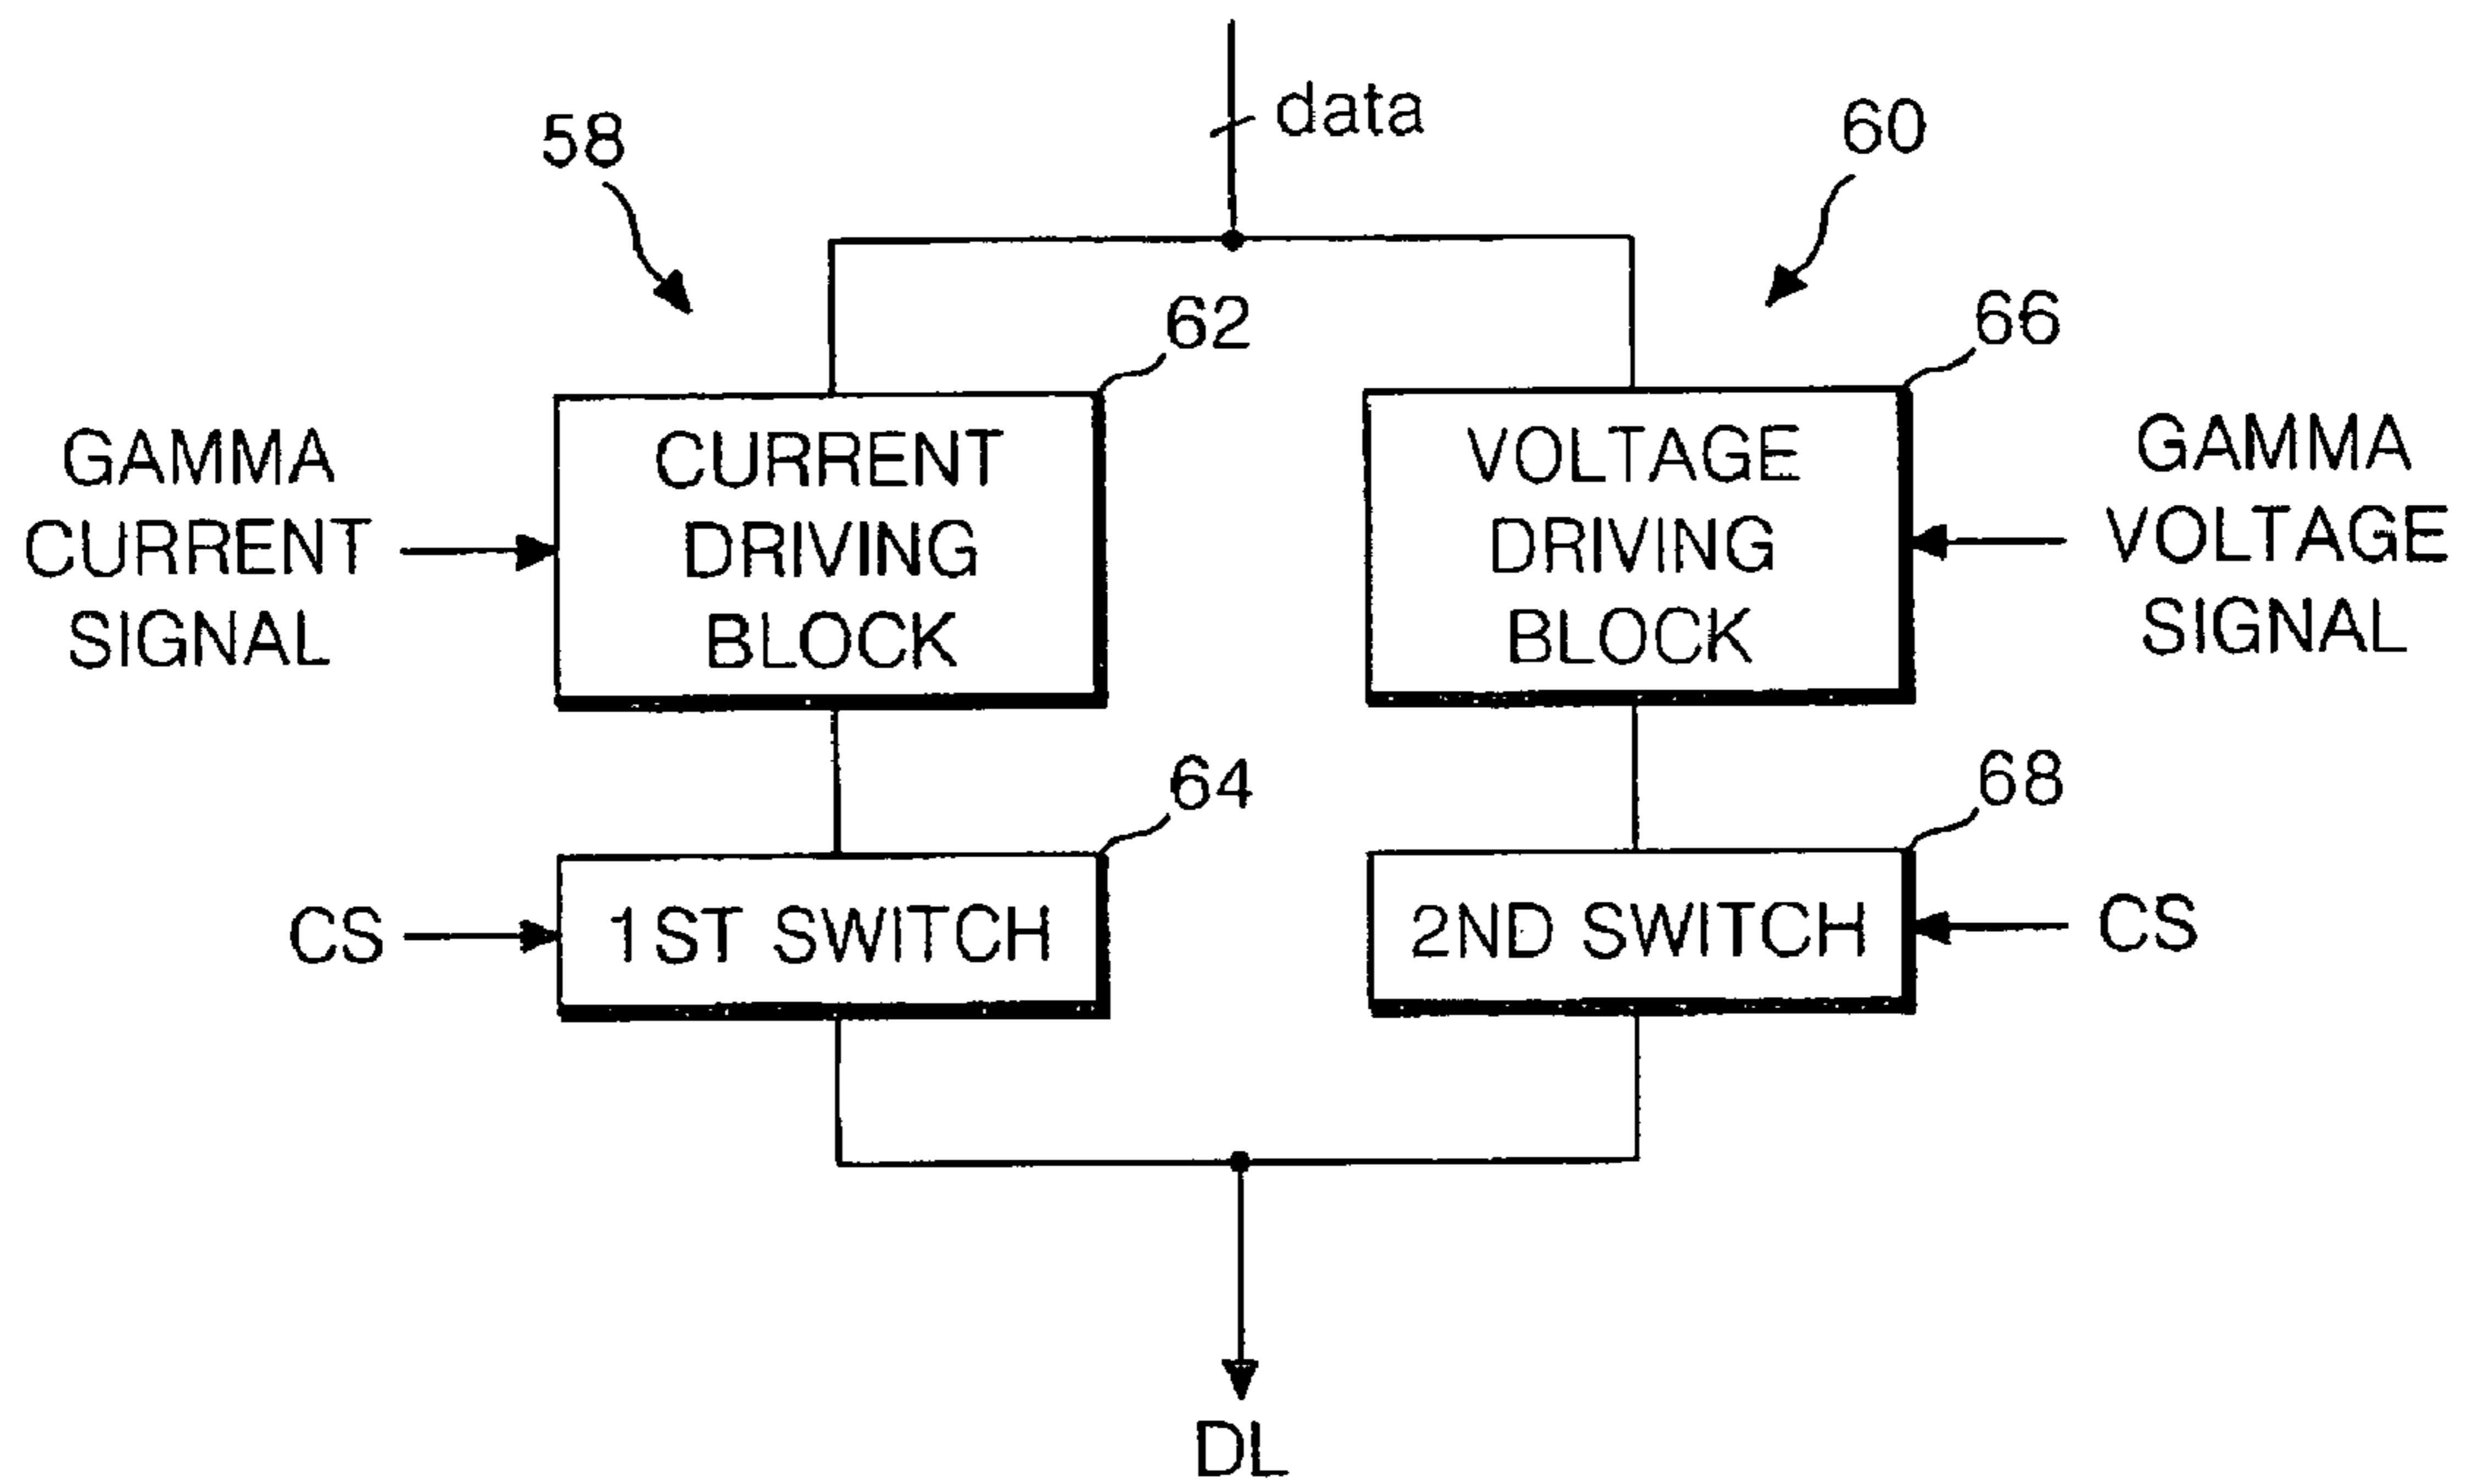 data
58
60
62
66
GAMMA
CURRENT
SIGNAL
CURRENT
DRIVING
BLOCK
VOLTAGE
DRIVING
BLOCK
GAMMA
VOLTAGE
SIGNAL
64
68
CS
1ST SWITCH
2ND SWITCH
CS
DL